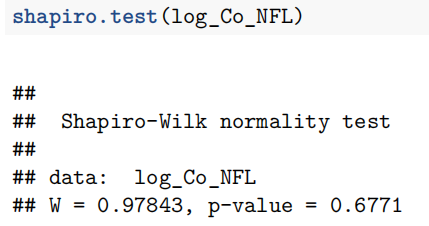 shapiro.test(log_Co_NFL)
##
##  Shapiro-Wilk normality test
##
## data:  log_Co_NFL
## W = 0.97843, p-value = 0.6771